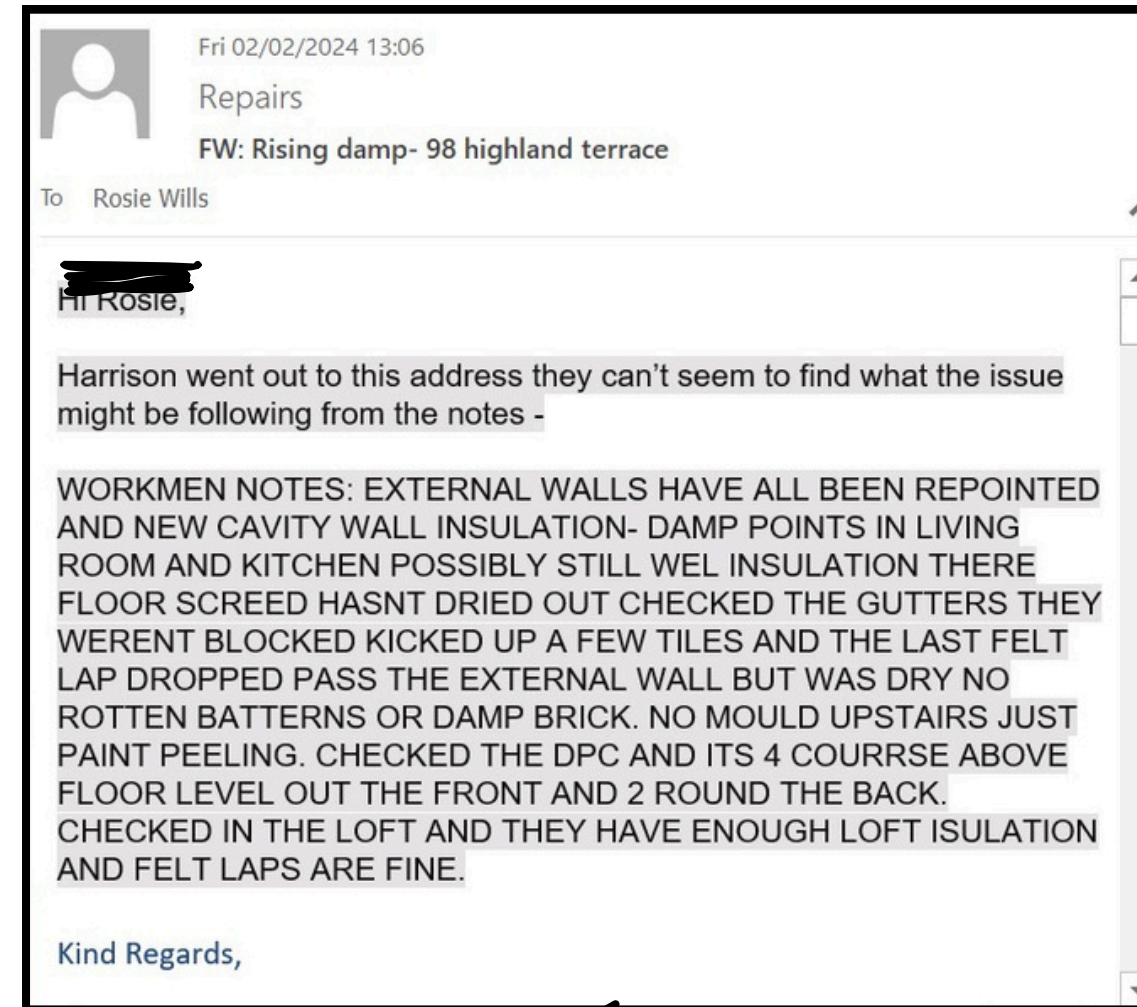 Fri 02/02/2024 13:06
Repairs
FW: Rising damp- 98 highland terrace
To Rosie Wills
Hi Rosie,
Harrison went out to this address they can’t seem to find what the issue
might be following from the notes -
WORKMEN NOTES: EXTERNAL WALLS HAVE ALL BEEN REPOINTED
AND NEW CAVITY WALL INSULATION- DAMP POINTS IN LIVING
ROOM AND KITCHEN POSSIBLY STILL WEL INSULATION THERE
FLOOR SCREED HASNT DRIED OUT CHECKED THE GUTTERS THEY
WERENT BLOCKED KICKED UP A FEW TILES AND THE LAST FELT
LAP DROPPED PASS THE EXTERNAL WALL BUT WAS DRY NO
ROTTEN BATTERNS OR DAMP BRICK. NO MOULD UPSTAIRS JUST
PAINT PEELING. CHECKED THE DPC AND ITS 4 COURRSE ABOVE
FLOOR LEVEL OUT THE FRONT AND 2 ROUND THE BACK.
CHECKED IN THE LOFT AND THEY HAVE ENOUGH LOFT ISULATION
AND FELT LAPS ARE FINE.
Kind Regards,